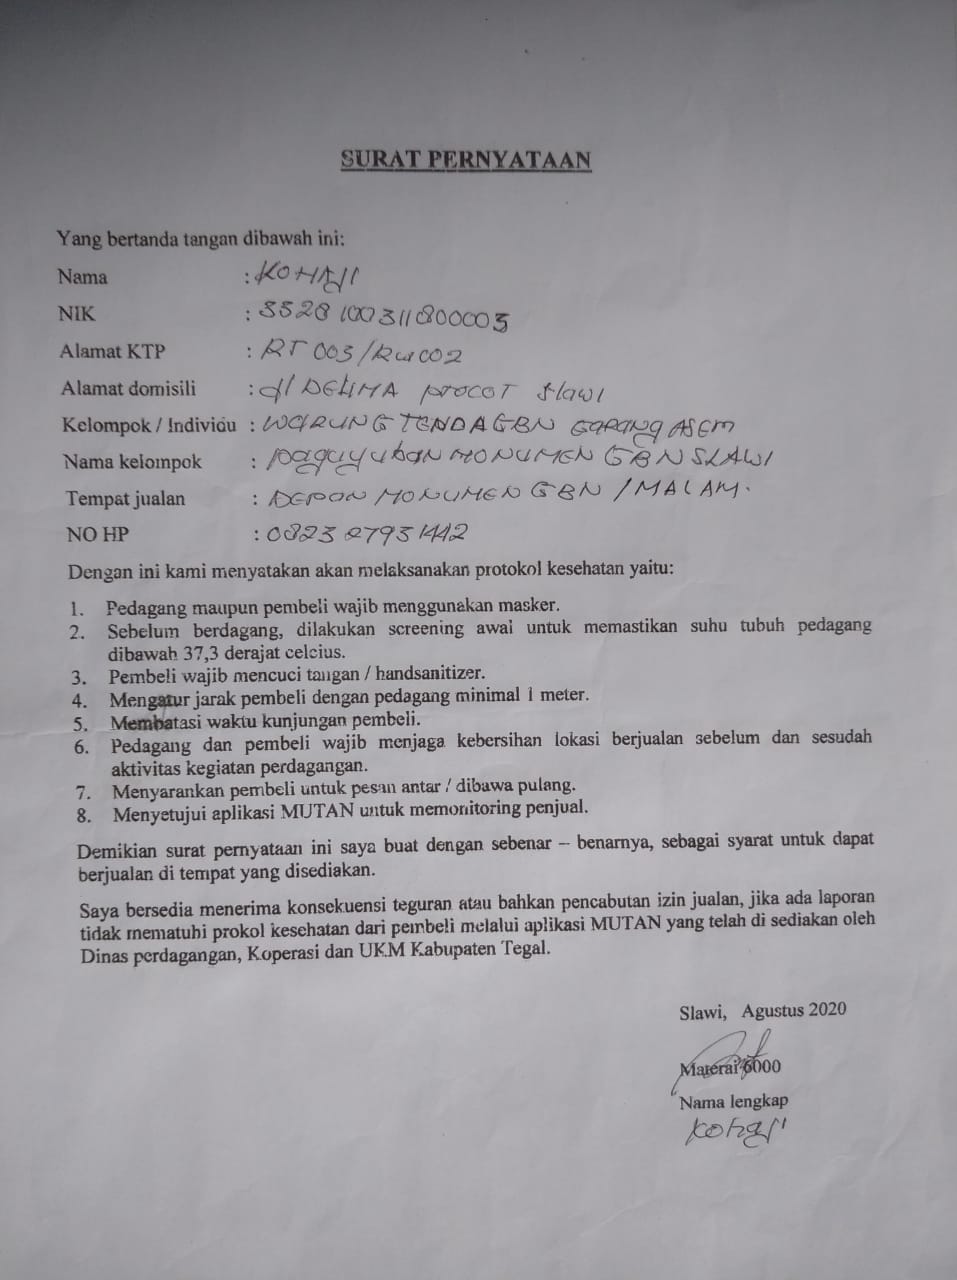 SURAT PERNYATAAN
Yang bertanda tangan dibawah ini:
Nama : KOHAJI
NIK : 3328100311800003
Alamat KTP : RT 003/RW 002
Alamat domisili : Jl DELIMA procot Slawi
Kelompok / Individu : WARUNG TENDA GBN GARANG ASEM
Nama kelompok : paguyuban MONUMEN GBN SLAWI
Tempat jualan : DEPAN MONUMEN GBN / MALAM.
NO HP : 082327931442
Dengan ini kami menyatakan akan melaksanakan protokol kesehatan yaitu:
1. Pedagang maupun pembeli wajib menggunakan masker.
2. Sebelum berdagang, dilakukan screening awal untuk memastikan suhu tubuh pedagang
dibawah 37,3 derajat celcius.
3. Pembeli wajib mencuci tangan / handsanitizer.
4. Mengatur jarak pembeli dengan pedagang minimal 1 meter.
5. Membatasi waktu kunjungan pembeli.
6. Pedagang dan pembeli wajib menjaga kebersihan lokasi berjualan sebelum dan sesudah
aktivitas kegiatan perdagangan.
7. Menyarankan pembeli untuk pesan antar / dibawa pulang.
8. Menyetujui aplikasi MUTAN untuk memonitoring penjual.
Demikian surat pernyataan ini saya buat dengan sebenar – benarnya, sebagai syarat untuk dapat
berjualan di tempat yang disediakan.
Saya bersedia menerima konsekuensi teguran atau bahkan pencabutan izin jualan, jika ada laporan
tidak mematuhi prokol kesehatan dari pembeli melalui aplikasi MUTAN yang telah di sediakan oleh
Dinas perdagangan, Koperasi dan UKM Kabupaten Tegal.
Slawi, Agustus 2020
Materai 6000
Nama lengkap
Kohaji